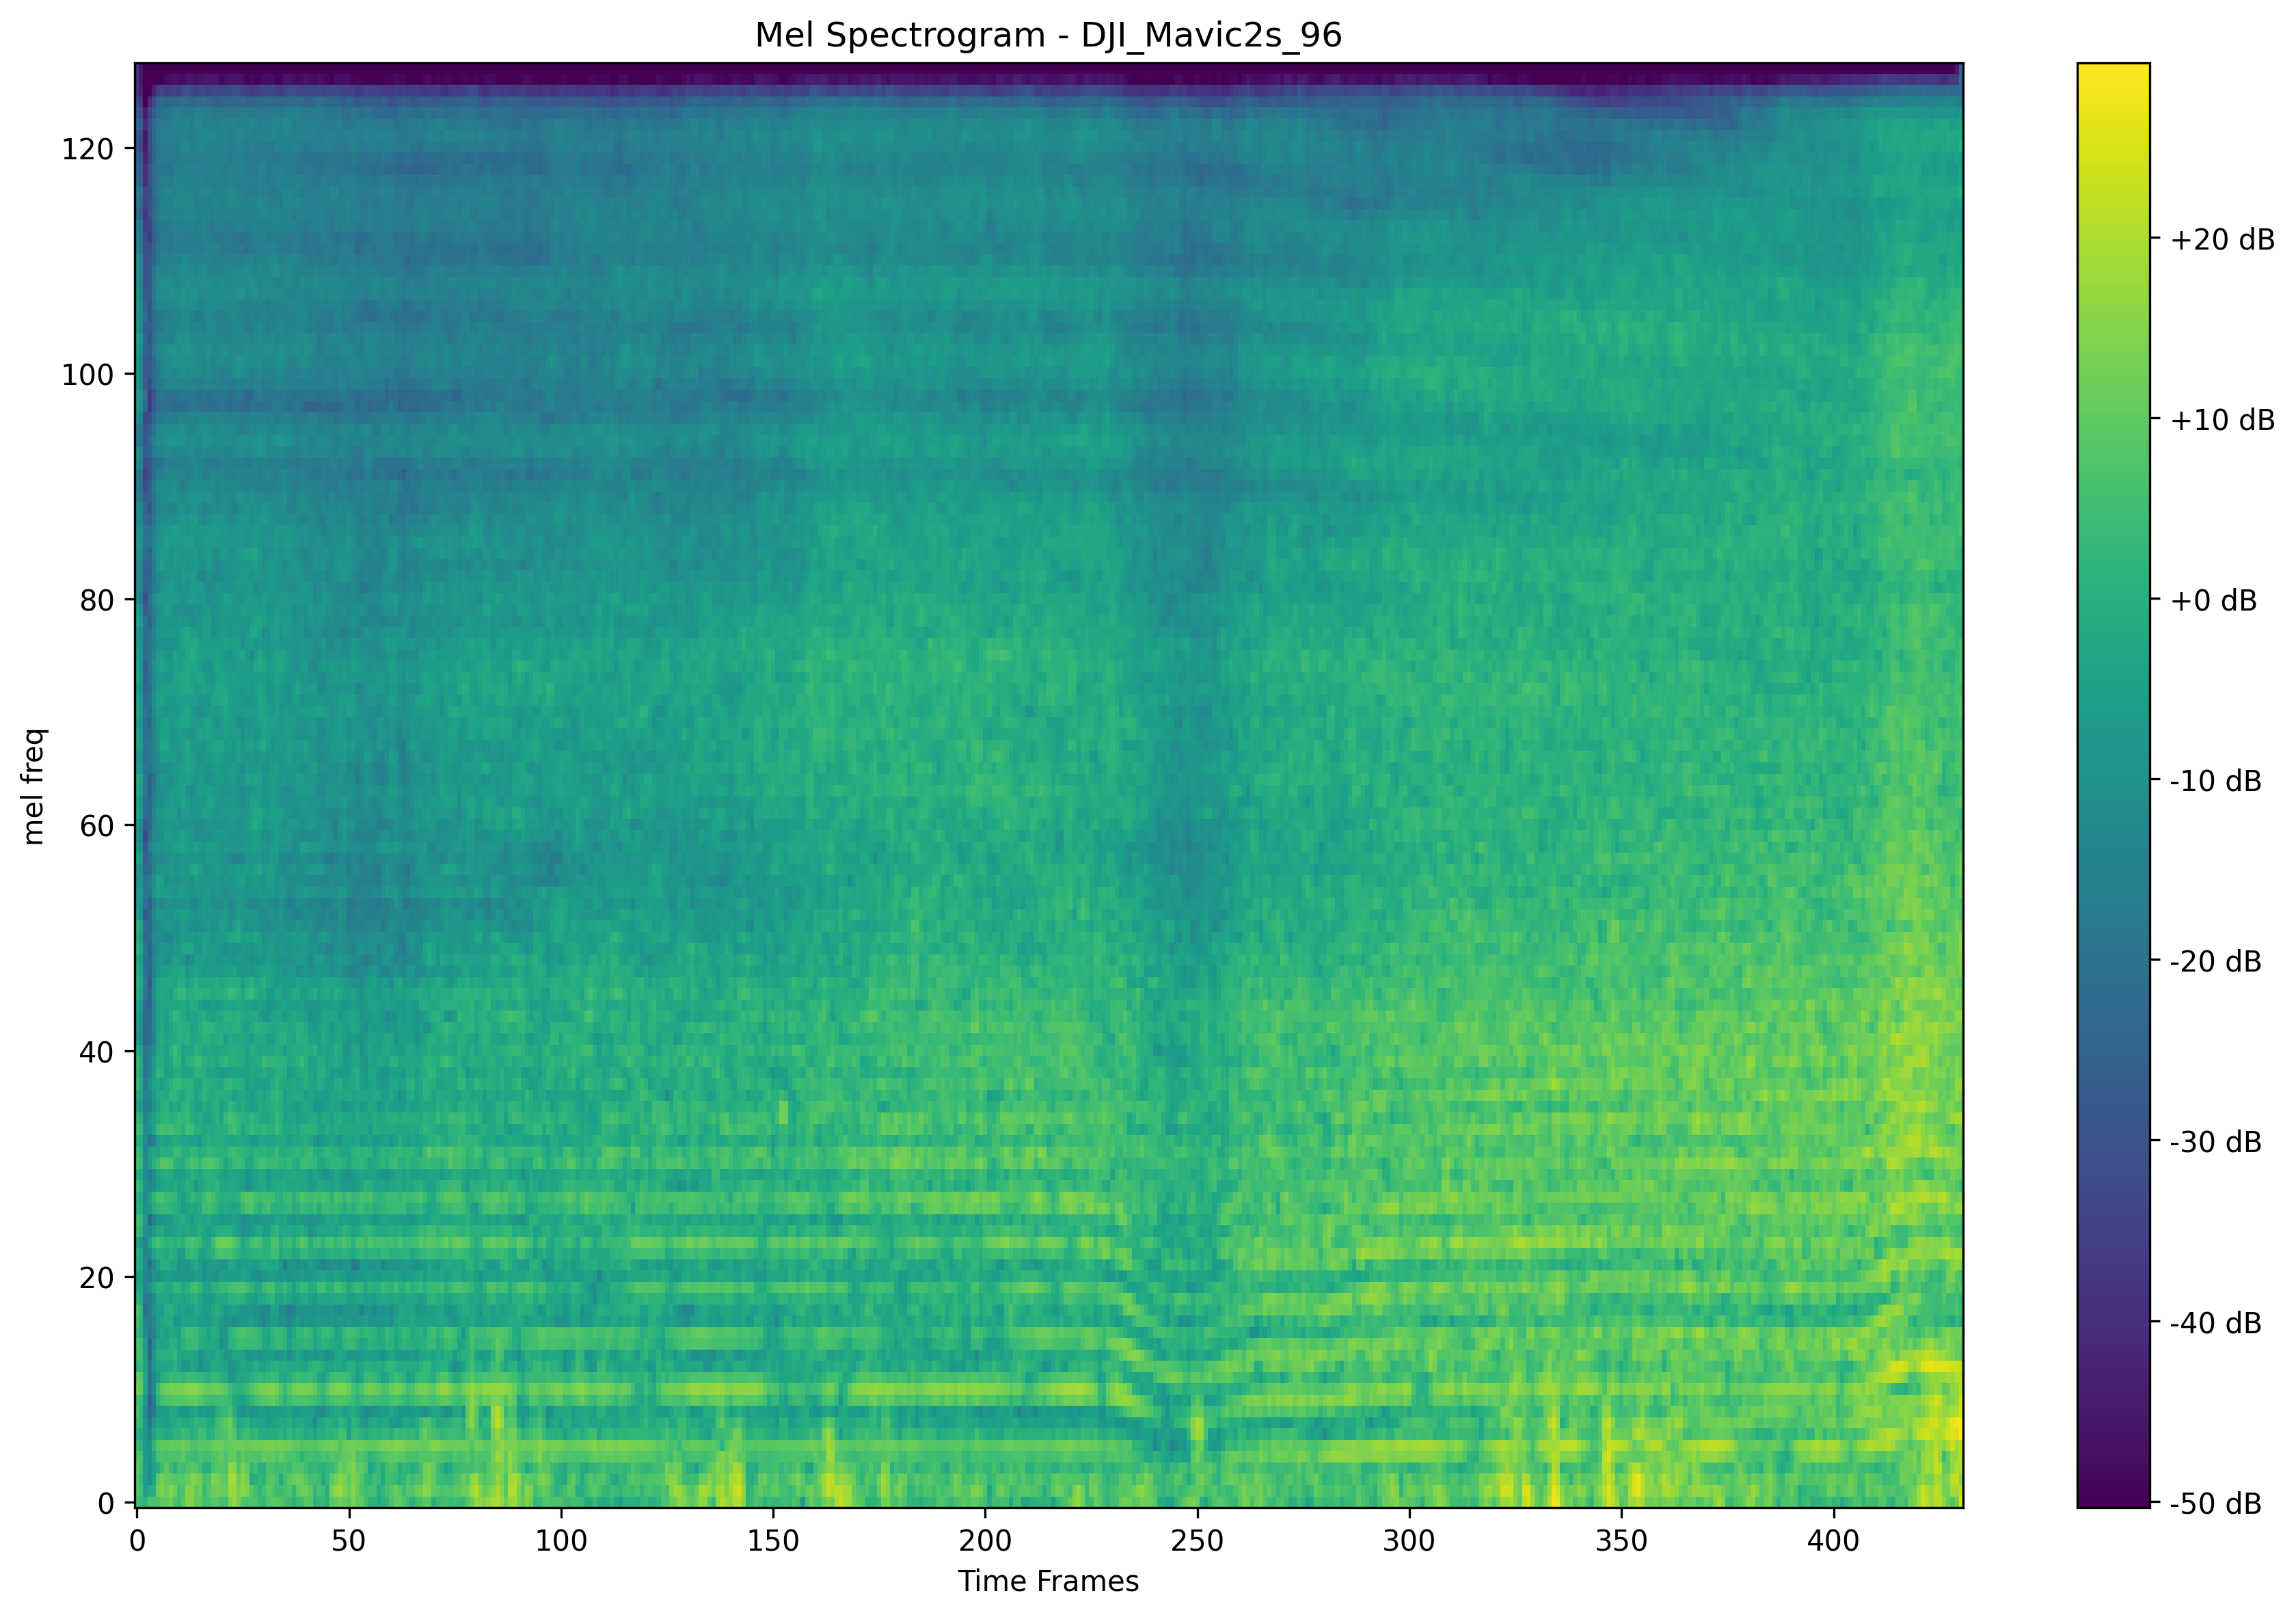 Mel Spectrogram - DJI_Mavic2s_96
mel freq
120
100
80
60
40
20
0
0 50 100 150 200 250 300 350 400
Time Frames
+20 dB
+10 dB
+0 dB
-10 dB
-20 dB
-30 dB
-40 dB
-50 dB